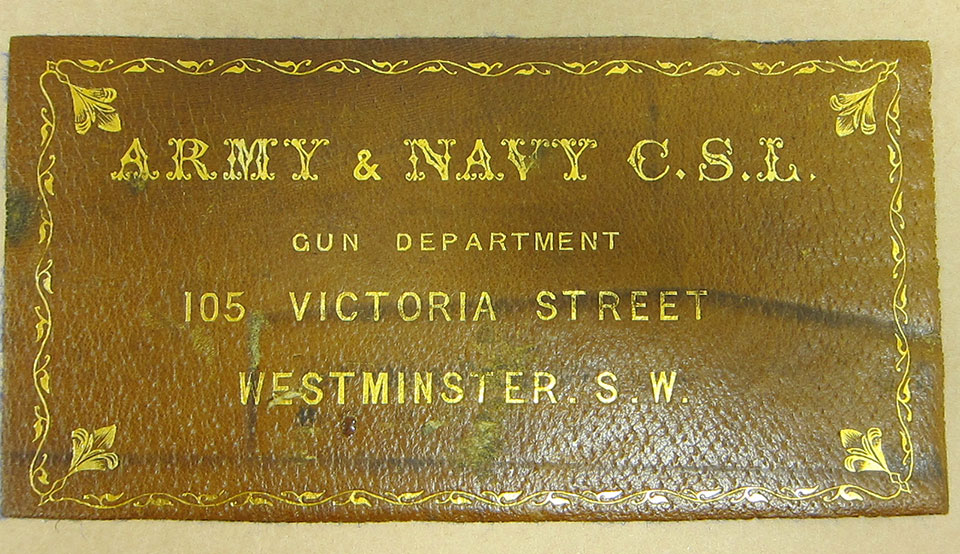 ARMY & NAVY C.S.L.
GUN DEPARTMENT
105 VICTORIA STREET
WESTMINSTER. S.W.